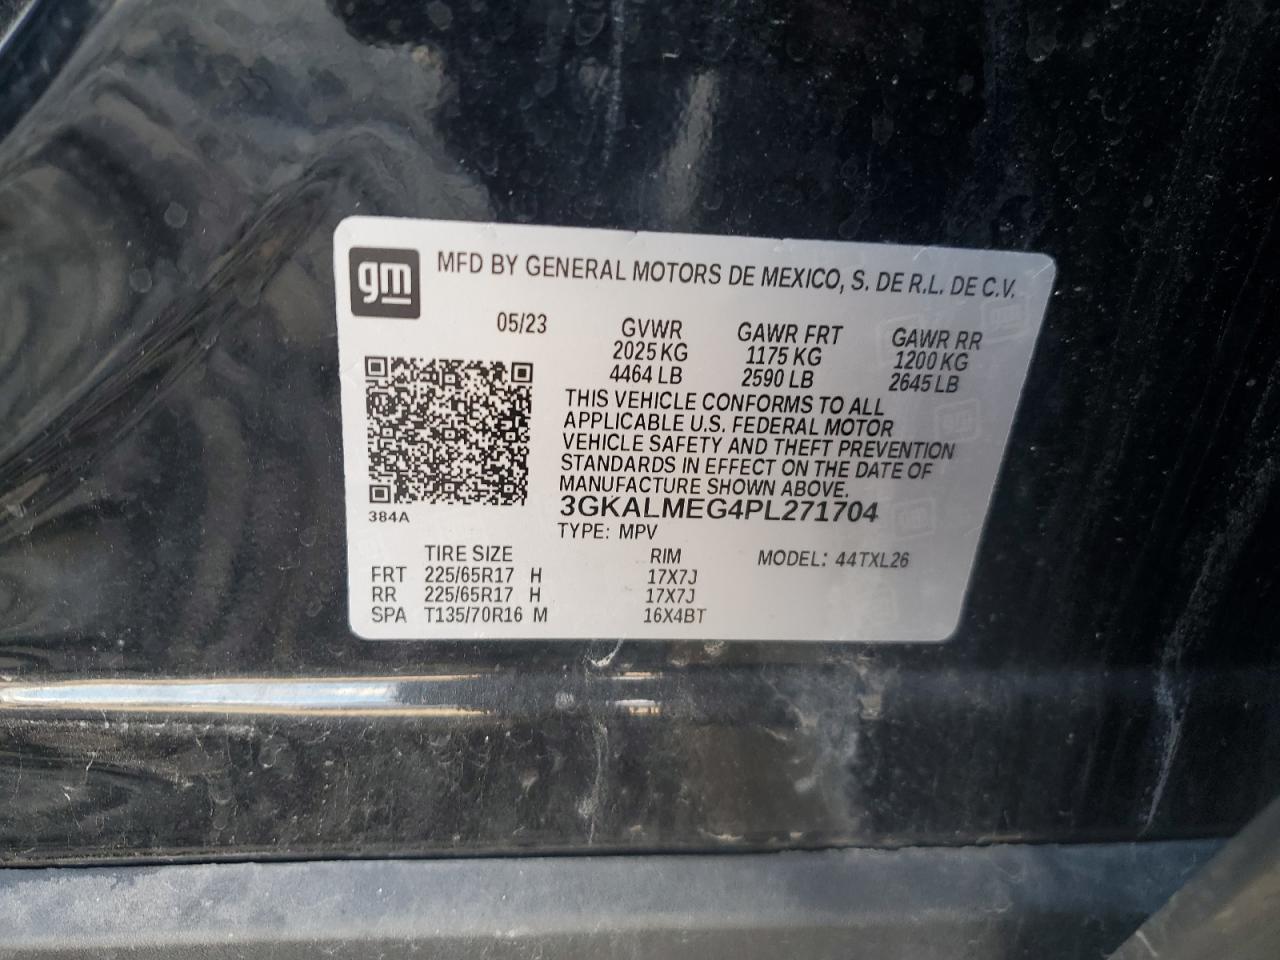 gm
MFD BY GENERAL MOTORS DE MEXICO, S. DE R.L. DE C.V.
05/23 GVWR GAWR FRT GAWR RR
2025 KG 1175 KG 1200 KG
4464 LB 2590 LB 2645 LB
THIS VEHICLE CONFORMS TO ALL
APPLICABLE U.S. FEDERAL MOTOR
VEHICLE SAFETY AND THEFT PREVENTION
STANDARDS IN EFFECT ON THE DATE OF
MANUFACTURE SHOWN ABOVE.
3GKALMEG4PL271704
384A
TYPE: MPV
TIRE SIZE RIM MODEL: 44TXL26
FRT 225/65R17 H 17X7J
RR 225/65R17 H 17X7J
SPA T135/70R16 M 16X4BT